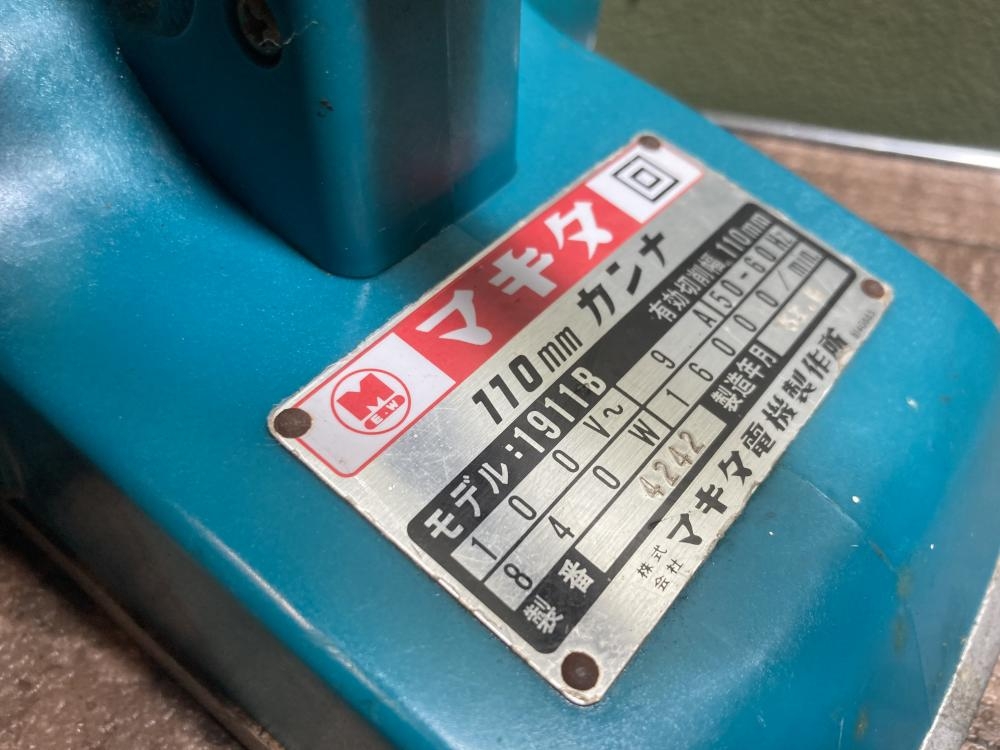 マキタ
M
E.W
110mm カンナ
モデル:1911B 有効切削幅 110mm
100V~ 9A 50-60HZ
840W 16000/min.
製番 4242 製造年月
株式会社 マキタ電機製作所